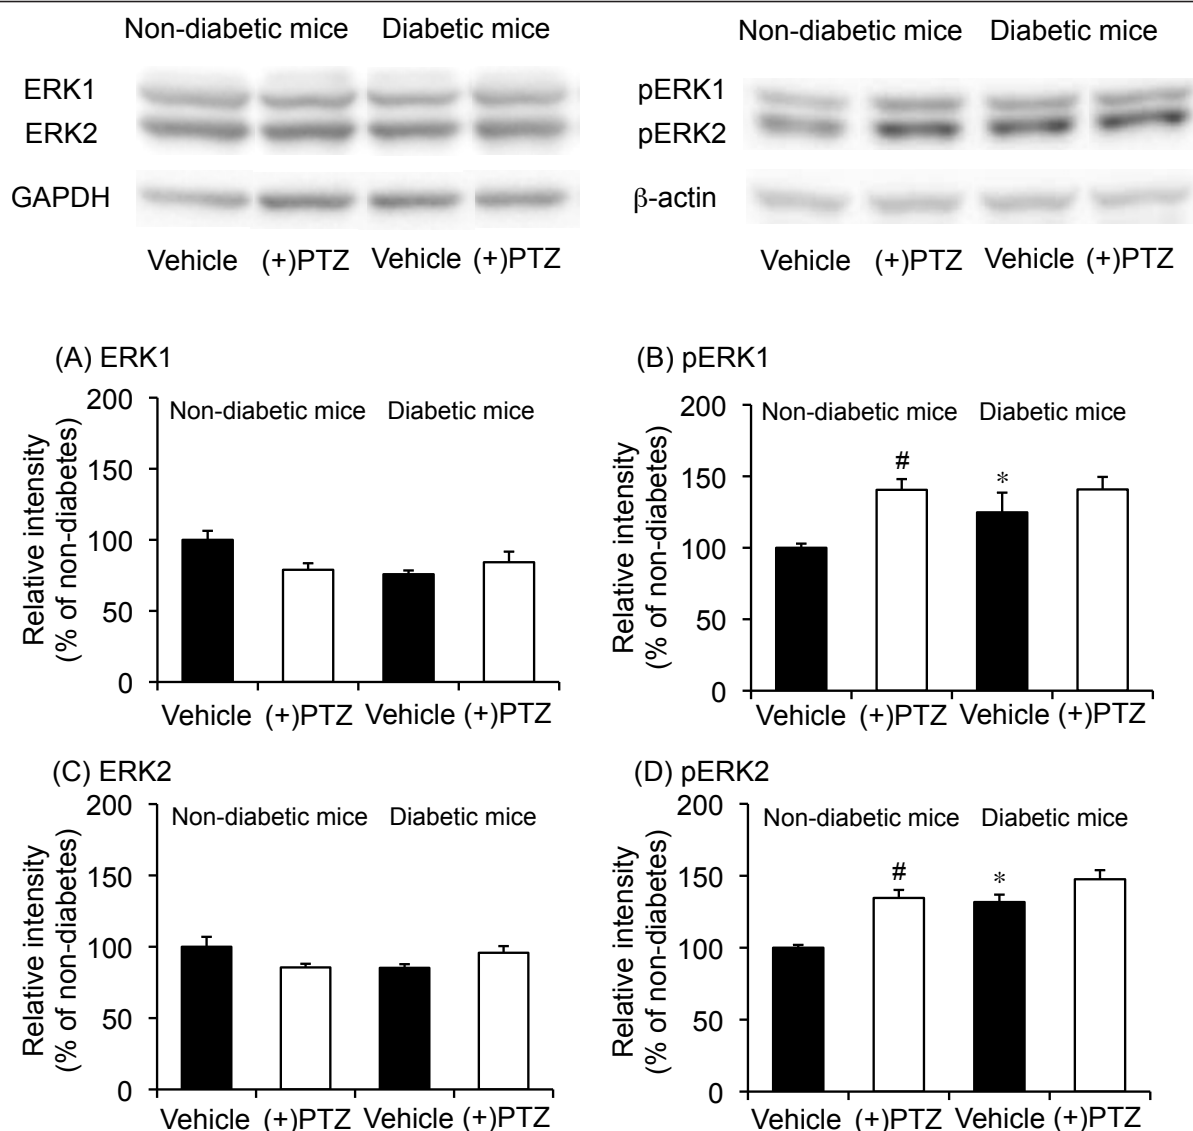 Non-diabetic mice Diabetic mice
ERK1
ERK2
GAPDH
Vehicle (+)PTZ Vehicle (+)PTZ
Non-diabetic mice Diabetic mice
pERK1
pERK2
β-actin
Vehicle (+)PTZ Vehicle (+)PTZ
(A) ERK1
Relative intensity
(% of non-diabetes)
200
150
100
50
0
Non-diabetic mice Diabetic mice
Vehicle (+)PTZ Vehicle (+)PTZ
(B) pERK1
Relative intensity
(% of non-diabetes)
200
150
100
50
0
Non-diabetic mice Diabetic mice
# *
Vehicle (+)PTZ Vehicle (+)PTZ
(C) ERK2
Relative intensity
(% of non-diabetes)
200
150
100
50
0
Non-diabetic mice Diabetic mice
Vehicle (+)PTZ Vehicle (+)PTZ
(D) pERK2
Relative intensity
(% of non-diabetes)
200
150
100
50
0
Non-diabetic mice Diabetic mice
# *
Vehicle (+)PTZ Vehicle (+)PTZ